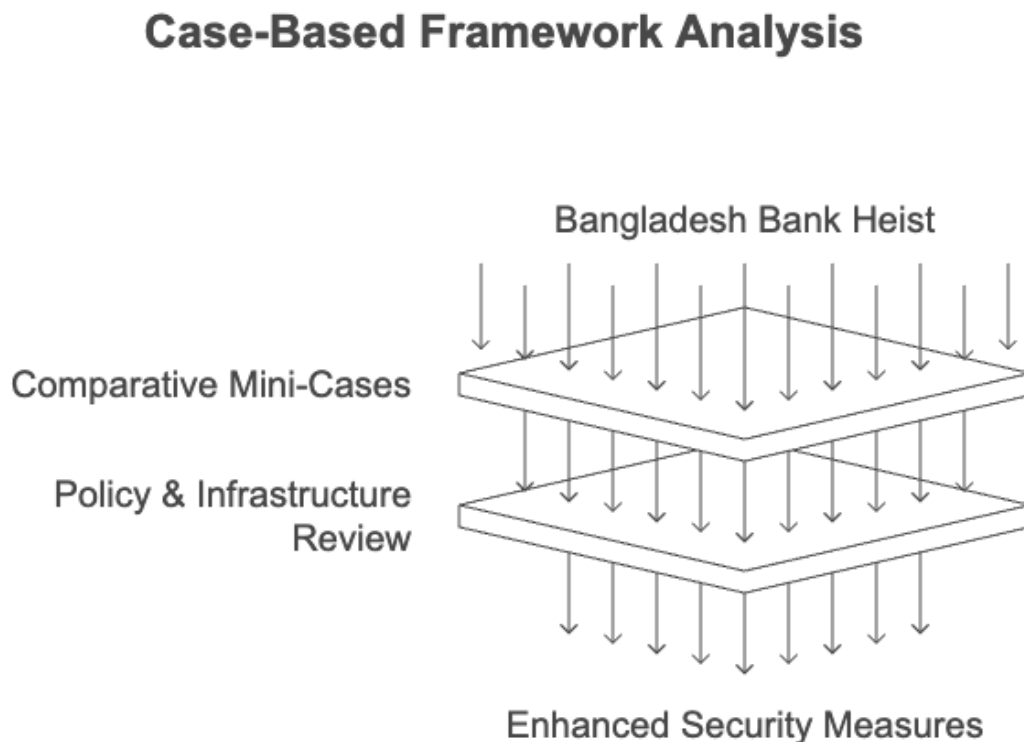 Case-Based Framework Analysis
Bangladesh Bank Heist
Comparative Mini-Cases
Policy & Infrastructure
Review
Enhanced Security Measures